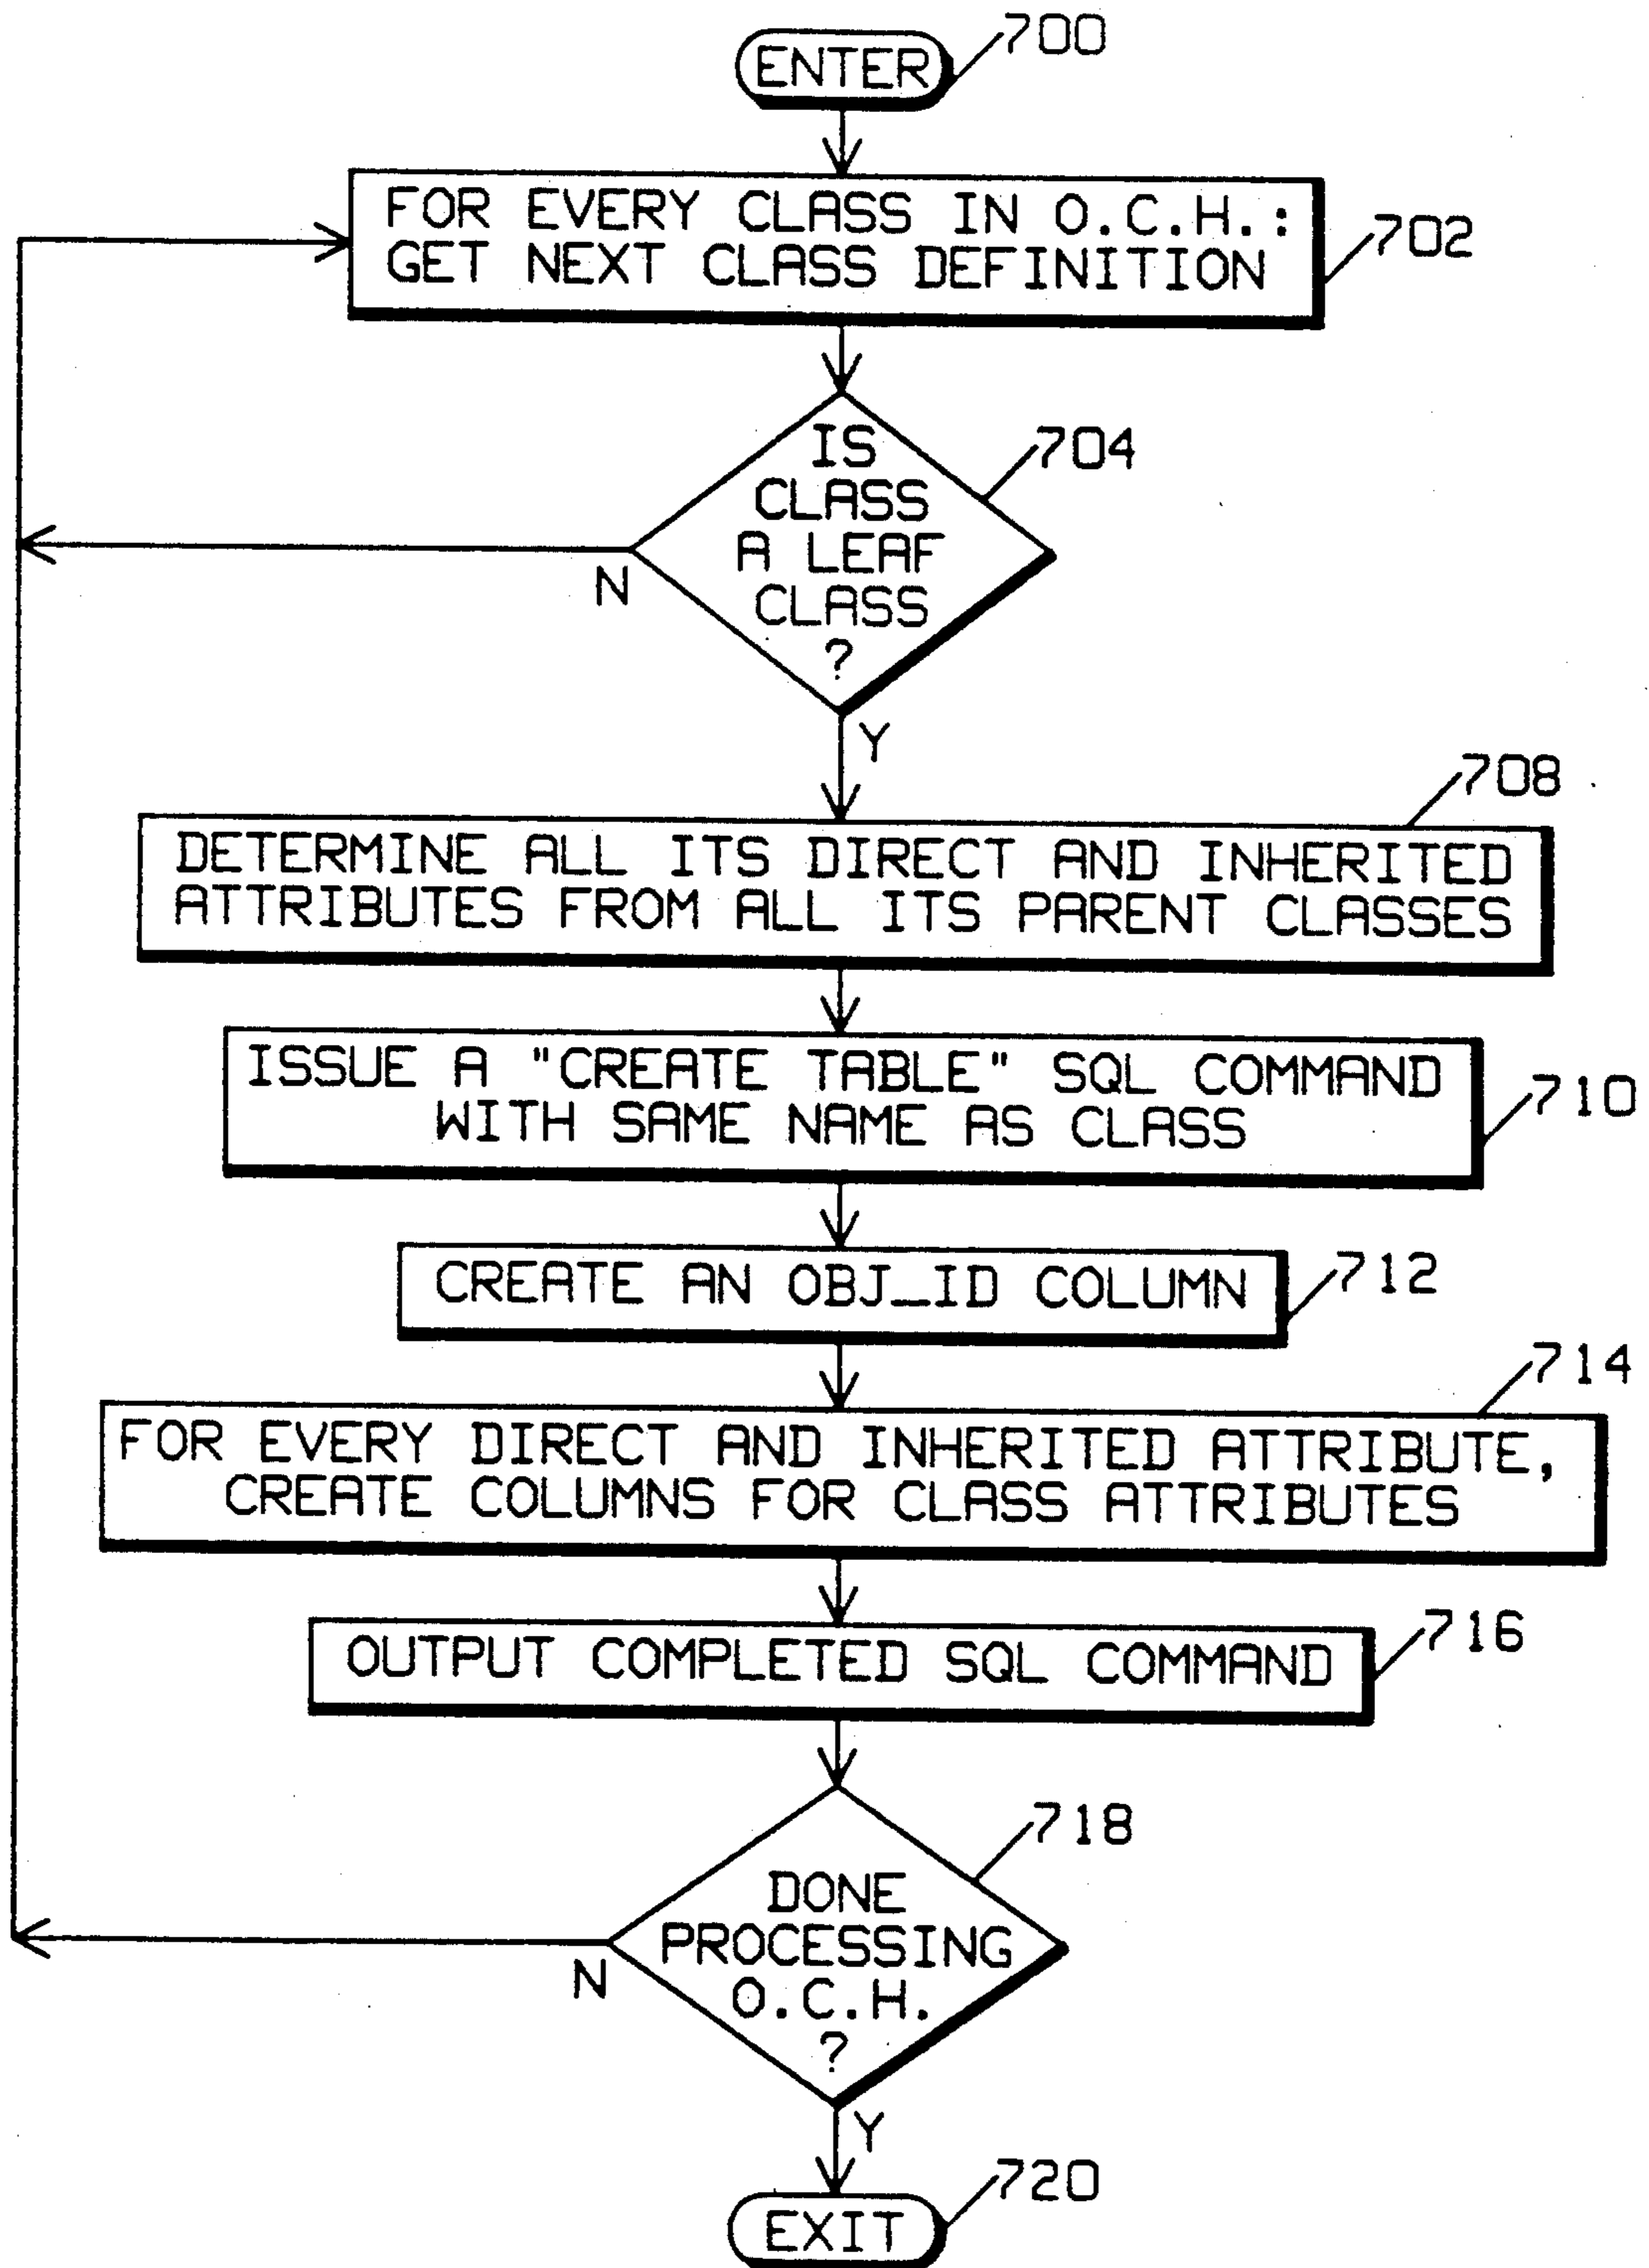 700
ENTER
FOR EVERY CLASS IN O.C.H.:
GET NEXT CLASS DEFINITION
702
IS
CLASS
A LEAF
CLASS
?
704
N
Y
708
DETERMINE ALL ITS DIRECT AND INHERITED
ATTRIBUTES FROM ALL ITS PARENT CLASSES
ISSUE A "CREATE TABLE" SQL COMMAND
WITH SAME NAME AS CLASS
710
CREATE AN OBJ_ID COLUMN
712
714
FOR EVERY DIRECT AND INHERITED ATTRIBUTE,
CREATE COLUMNS FOR CLASS ATTRIBUTES
OUTPUT COMPLETED SQL COMMAND
716
718
DONE
PROCESSING
O.C.H.
?
N
Y
720
EXIT